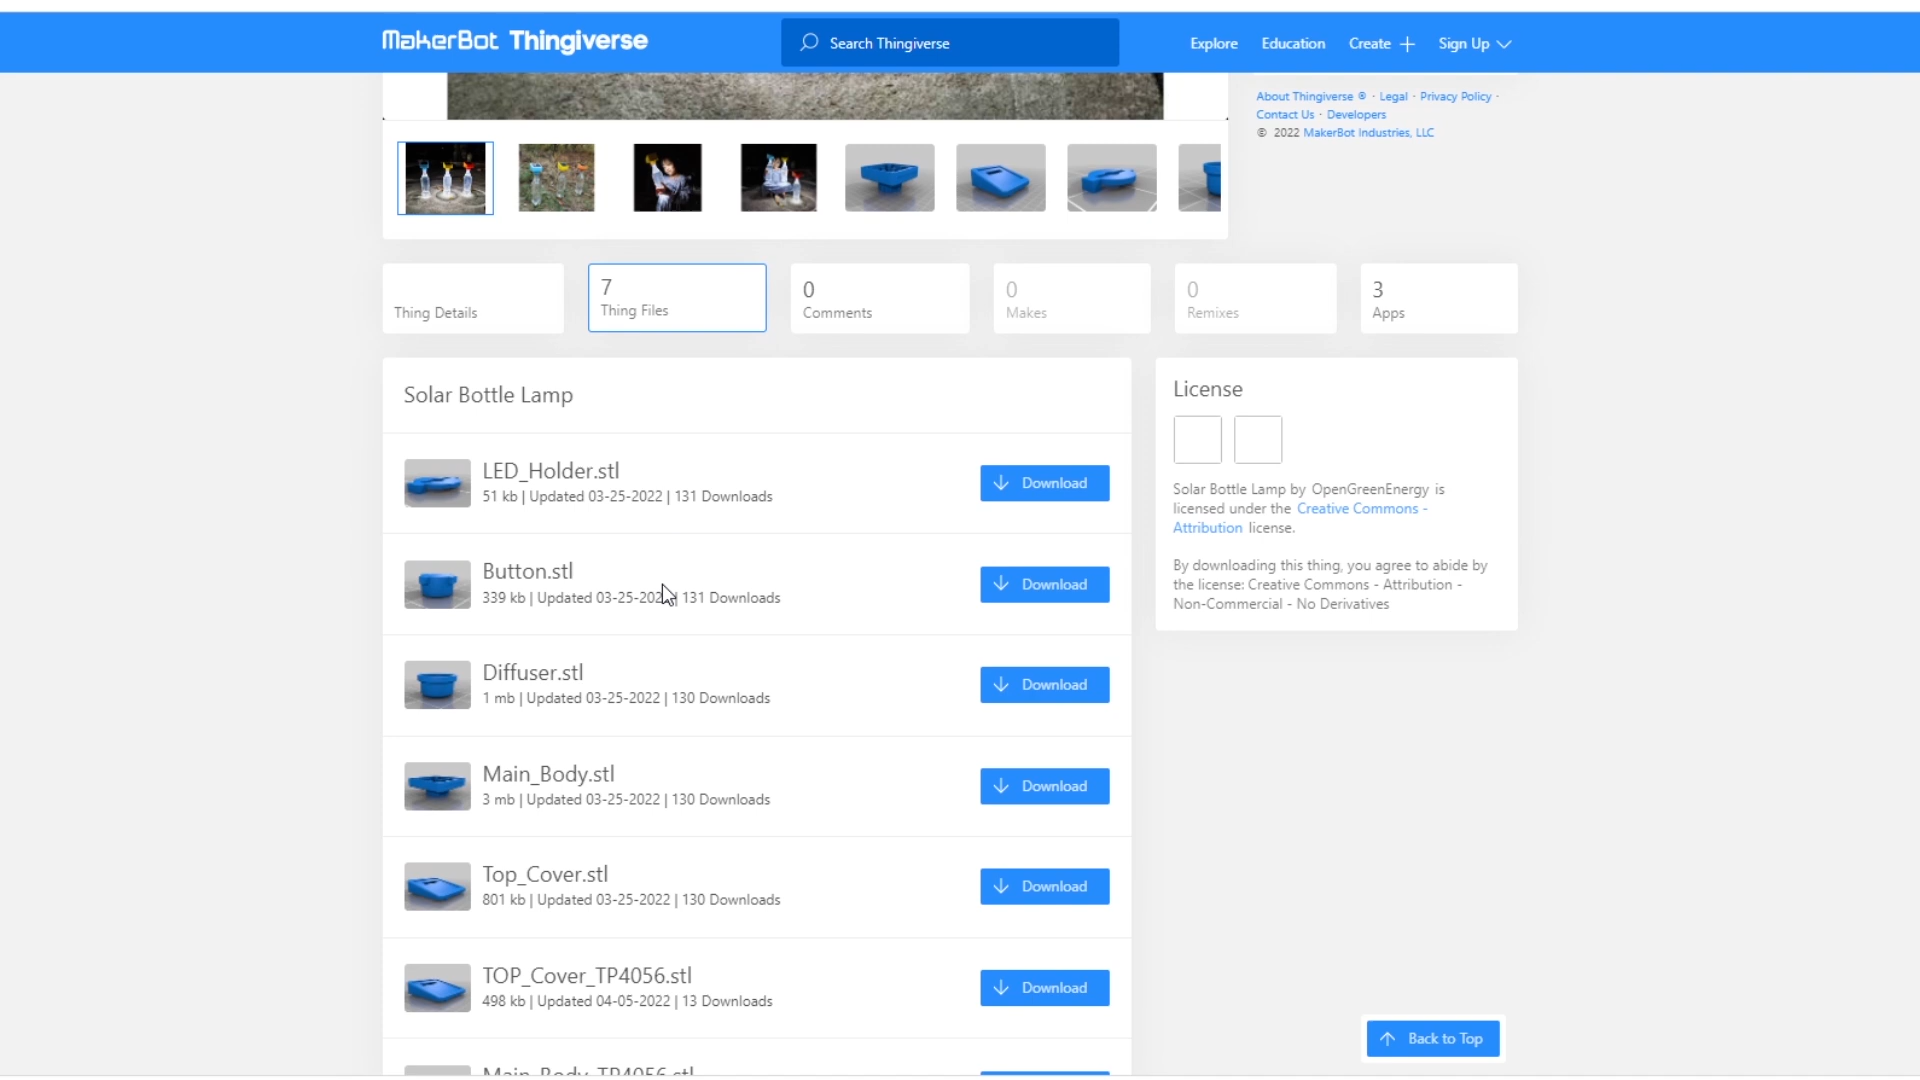 MakerBot Thingiverse
Search Thingiverse
Explore
Education
Create
Sign Up
About Thingiverse ® · Legal · Privacy Policy ·
Contact Us · Developers
© 2022 MakerBot Industries, LLC
Thing Details
7
Thing Files
0
Comments
0
Makes
0
Remixes
3
Apps
Solar Bottle Lamp
LED_Holder.stl
51 kb | Updated 03-25-2022 | 131 Downloads
Download
Button.stl
339 kb | Updated 03-25-2022 | 131 Downloads
Download
Diffuser.stl
1 mb | Updated 03-25-2022 | 130 Downloads
Download
Main_Body.stl
3 mb | Updated 03-25-2022 | 130 Downloads
Download
Top_Cover.stl
801 kb | Updated 03-25-2022 | 130 Downloads
Download
TOP_Cover_TP4056.stl
498 kb | Updated 04-05-2022 | 13 Downloads
Download
Main_Body_TP4056.stl
License
Solar Bottle Lamp by OpenGreenEnergy is
licensed under the Creative Commons -
Attribution license.
By downloading this thing, you agree to abide by
the license: Creative Commons - Attribution -
Non-Commercial - No Derivatives
Back to Top